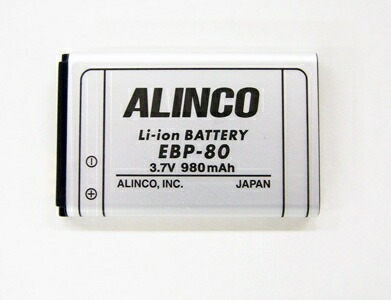 ALINCO
Li-ion BATTERY
EBP-80
3.7V 980mAh
ALINCO, INC. JAPAN
⊖
⊕